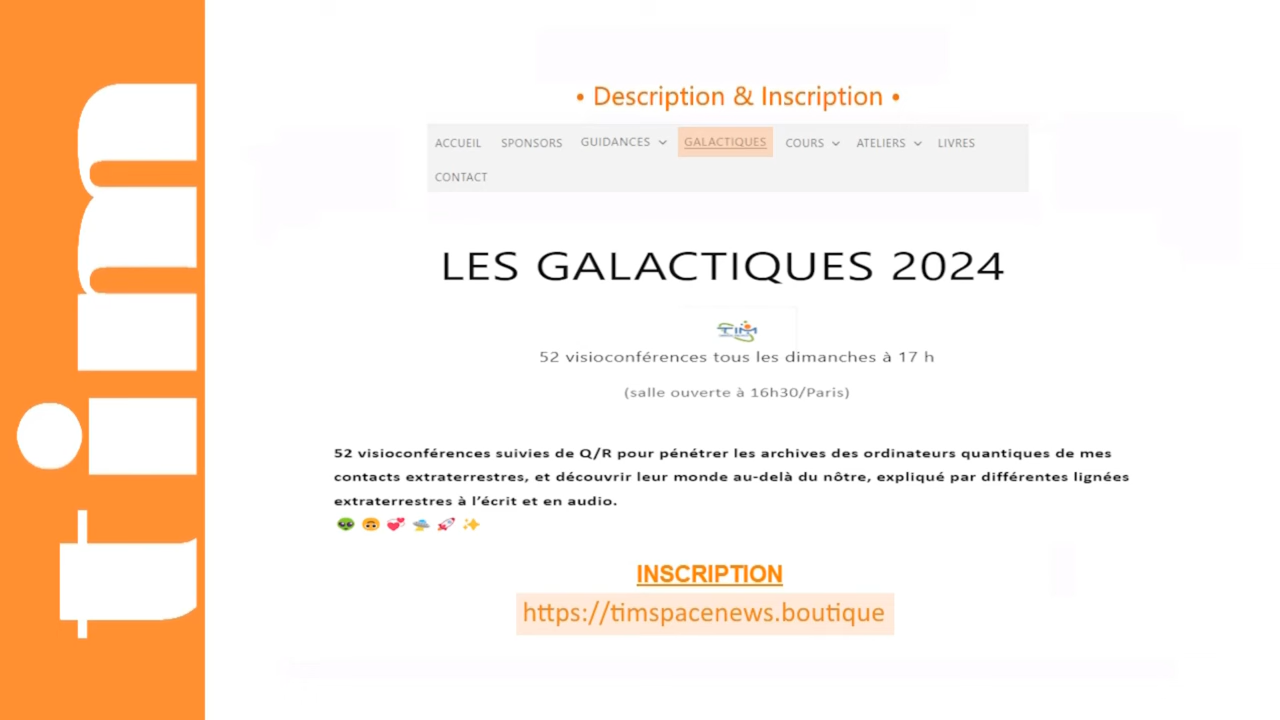 tim
• Description & Inscription •
ACCUEIL SPONSORS GUIDANCES GALACTIQUES COURS ATELIERS LIVRES
CONTACT
LES GALACTIQUES 2024
TIM
52 visioconférences tous les dimanches à 17 h
(salle ouverte à 16h30/Paris)
52 visioconférences suivies de Q/R pour pénétrer les archives des ordinateurs quantiques de mes
contacts extraterrestres, et découvrir leur monde au-delà du nôtre, expliqué par différentes lignées
extraterrestres à l’écrit et en audio.
INSCRIPTION
https://timspacenews.boutique